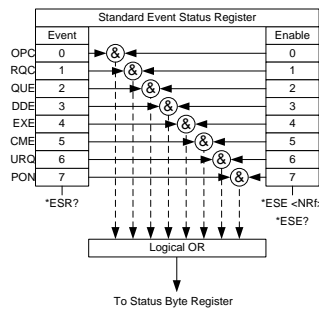 Standard Event Status Register
Event Enable
OPC 0 & 0
RQC 1 & 1
QUE 2 & 2
DDE 3 & 3
EXE 4 & 4
CME 5 & 5
URQ 6 & 6
PON 7 & 7
*ESR? *ESE <NRf>
*ESE?
Logical OR
To Status Byte Register